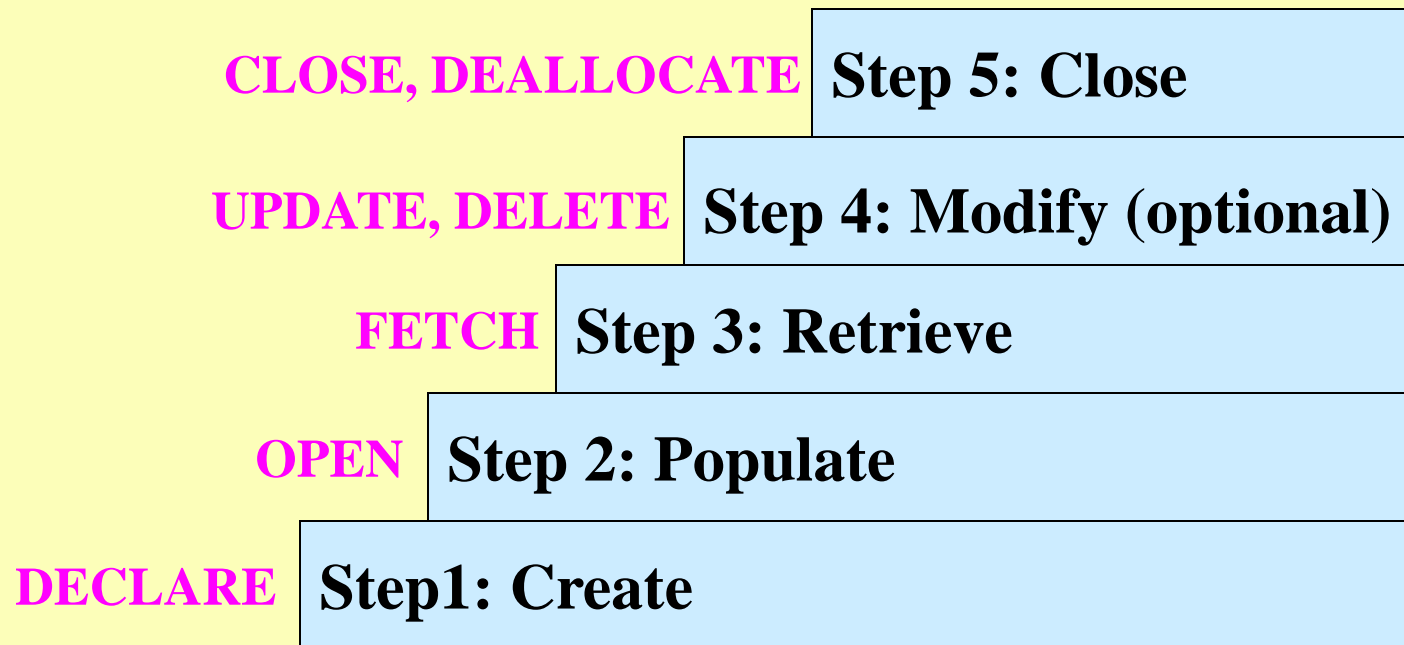 CLOSE, DEALLOCATE Step 5: Close
UPDATE, DELETE Step 4: Modify (optional)
FETCH Step 3: Retrieve
OPEN Step 2: Populate
DECLARE Step1: Create